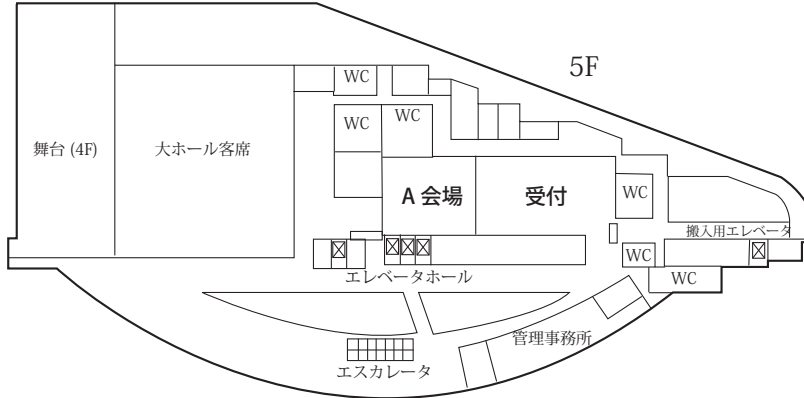 5F
WC
WC
WC
舞台 (4F)
大ホール客席
A 会場
受付
WC
搬入用エレベータ
WC
WC
エレベータホール
管理事務所
エスカレータ